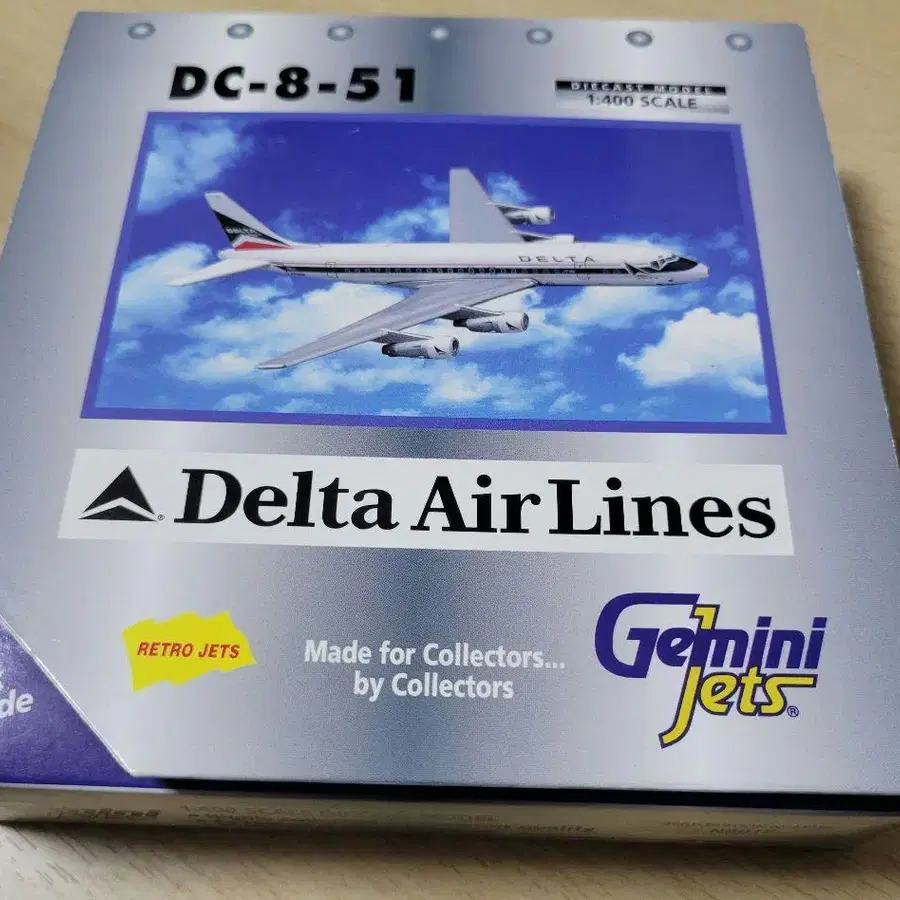 DC-8-51
DIECAST MODEL
1:400 SCALE
DELTA
DELTA
Delta Air Lines
RETRO JETS
Made for Collectors...
by Collectors
Gemini
Jets®